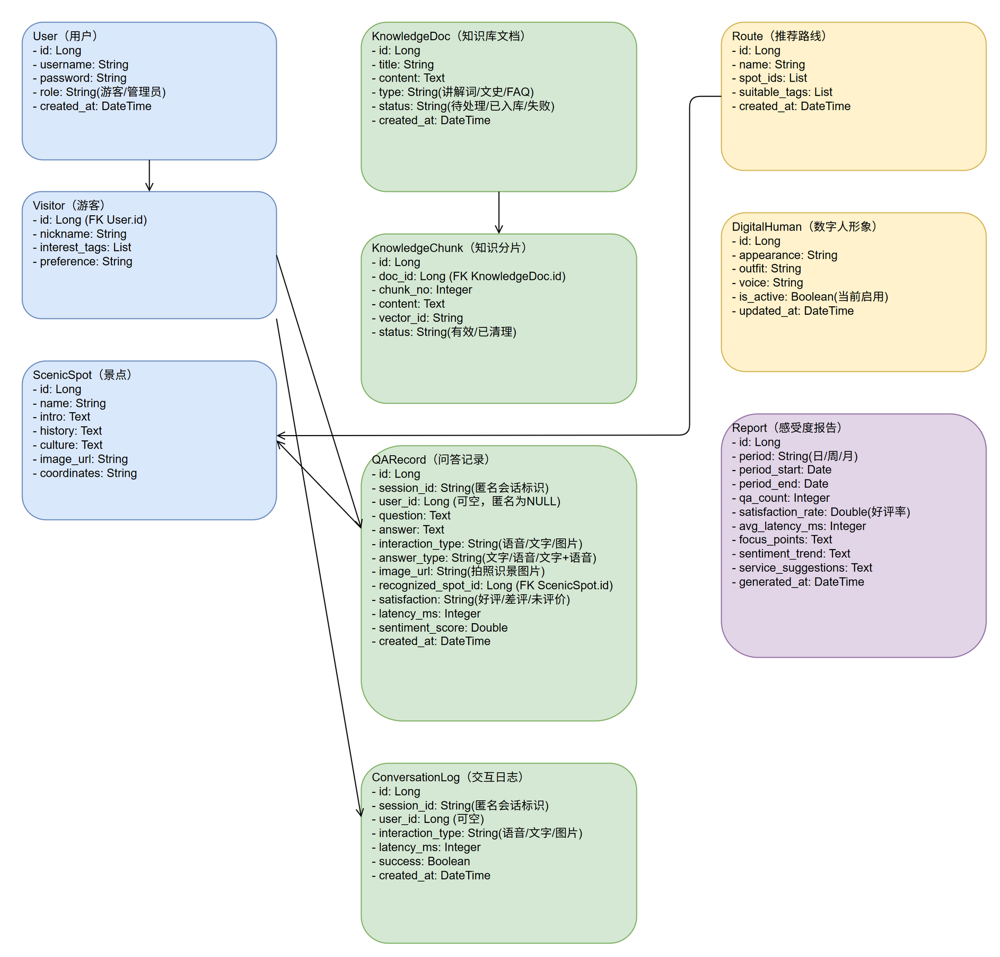 User（用户）
- id: Long
- username: String
- password: String
- role: String(游客/管理员)
- created_at: DateTime
Visitor（游客）
- id: Long (FK User.id)
- nickname: String
- interest_tags: List
- preference: String
ScenicSpot（景点）
- id: Long
- name: String
- intro: Text
- history: Text
- culture: Text
- image_url: String
- coordinates: String
KnowledgeDoc（知识库文档）
- id: Long
- title: String
- content: Text
- type: String(讲解词/文史/FAQ)
- status: String(待处理/已入库/失败)
- created_at: DateTime
KnowledgeChunk（知识分片）
- id: Long
- doc_id: Long (FK KnowledgeDoc.id)
- chunk_no: Integer
- content: Text
- vector_id: String
- status: String(有效/已清理)
QARecord（问答记录）
- id: Long
- session_id: String(匿名会话标识)
- user_id: Long (可空，匿名为NULL)
- question: Text
- answer: Text
- interaction_type: String(语音/文字/图片)
- answer_type: String(文字/语音/文字+语音)
- image_url: String(拍照识景图片)
- recognized_spot_id: Long (FK ScenicSpot.id)
- satisfaction: String(好评/差评/未评价)
- latency_ms: Integer
- sentiment_score: Double
- created_at: DateTime
ConversationLog（交互日志）
- id: Long
- session_id: String(匿名会话标识)
- user_id: Long (可空)
- interaction_type: String(语音/文字/图片)
- latency_ms: Integer
- success: Boolean
- created_at: DateTime
Route（推荐路线）
- id: Long
- name: String
- spot_ids: List
- suitable_tags: List
- created_at: DateTime
DigitalHuman（数字人形象）
- id: Long
- appearance: String
- outfit: String
- voice: String
- is_active: Boolean(当前启用)
- updated_at: DateTime
Report（感受度报告）
- id: Long
- period: String(日/周/月)
- period_start: Date
- period_end: Date
- qa_count: Integer
- satisfaction_rate: Double(好评率)
- avg_latency_ms: Integer
- focus_points: Text
- sentiment_trend: Text
- service_suggestions: Text
- generated_at: DateTime